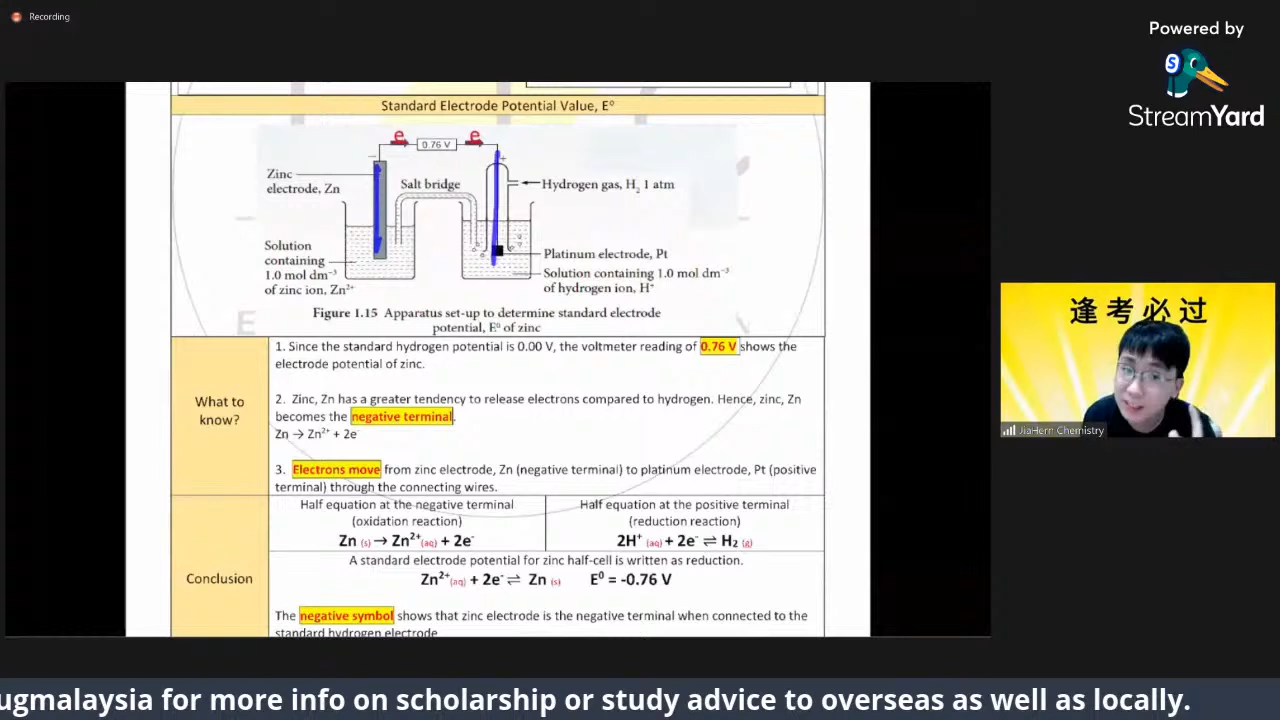 Recording
Powered by
S
StreamYard
Standard Electrode Potential Value, E⁰
e
e
0.76 V
−
+
Zinc
electrode, Zn
Salt bridge
Hydrogen gas, H₂ 1 atm
Solution
containing
1.0 mol dm⁻³
of zinc ion, Zn²⁺
Platinum electrode, Pt
Solution containing 1.0 mol dm⁻³
of hydrogen ion, H⁺
Figure 1.15 Apparatus set-up to determine standard electrode
potential, E⁰ of zinc
What to
know?
1. Since the standard hydrogen potential is 0.00 V, the voltmeter reading of 0.76 V shows the
electrode potential of zinc.
2. Zinc, Zn has a greater tendency to release electrons compared to hydrogen. Hence, zinc, Zn
becomes the negative terminal.
Zn → Zn²⁺ + 2e
3. Electrons move from zinc electrode, Zn (negative terminal) to platinum electrode, Pt (positive
terminal) through the connecting wires.
Conclusion
Half equation at the negative terminal
(oxidation reaction)
Zn (s) → Zn²⁺(aq) + 2e⁻
Half equation at the positive terminal
(reduction reaction)
2H⁺ (aq) + 2e⁻ ⇌ H₂ (g)
A standard electrode potential for zinc half-cell is written as reduction.
Zn²⁺(aq) + 2e⁻ ⇌ Zn (s) E⁰ = -0.76 V
The negative symbol shows that zinc electrode is the negative terminal when connected to the
standard hydrogen electrode
逢考必过
JiaHern Chemistry
ugmalaysia for more info on scholarship or study advice to overseas as well as locally.